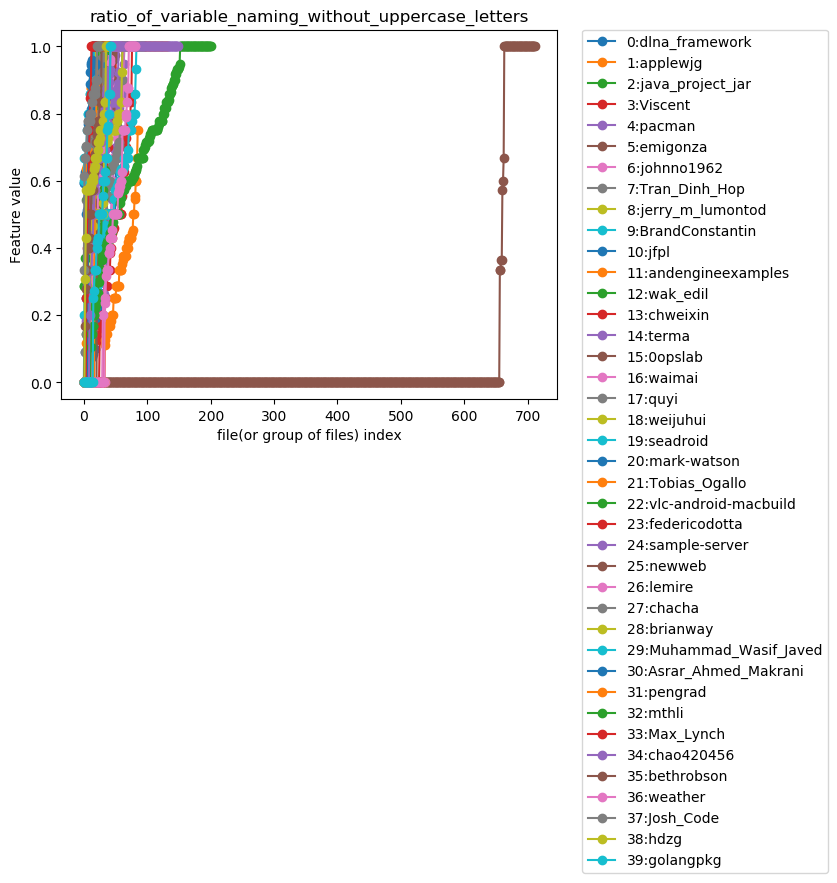 ratio_of_variable_naming_without_uppercase_letters
Feature value
1.0
0.8
0.6
0.4
0.2
0.0
0 100 200 300 400 500 600 700
file(or group of files) index
0:dlna_framework
1:applewjg
2:java_project_jar
3:Viscent
4:pacman
5:emigonza
6:johnno1962
7:Tran_Dinh_Hop
8:jerry_m_lumontod
9:BrandConstantin
10:jfpl
11:andengineexamples
12:wak_edil
13:chweixin
14:terma
15:0opslab
16:waimai
17:quyi
18:weijuhui
19:seadroid
20:mark-watson
21:Tobias_Ogallo
22:vlc-android-macbuild
23:federicodotta
24:sample-server
25:newweb
26:lemire
27:chacha
28:brianway
29:Muhammad_Wasif_Javed
30:Asrar_Ahmed_Makrani
31:pengrad
32:mthli
33:Max_Lynch
34:chao420456
35:bethrobson
36:weather
37:Josh_Code
38:hdzg
39:golangpkg